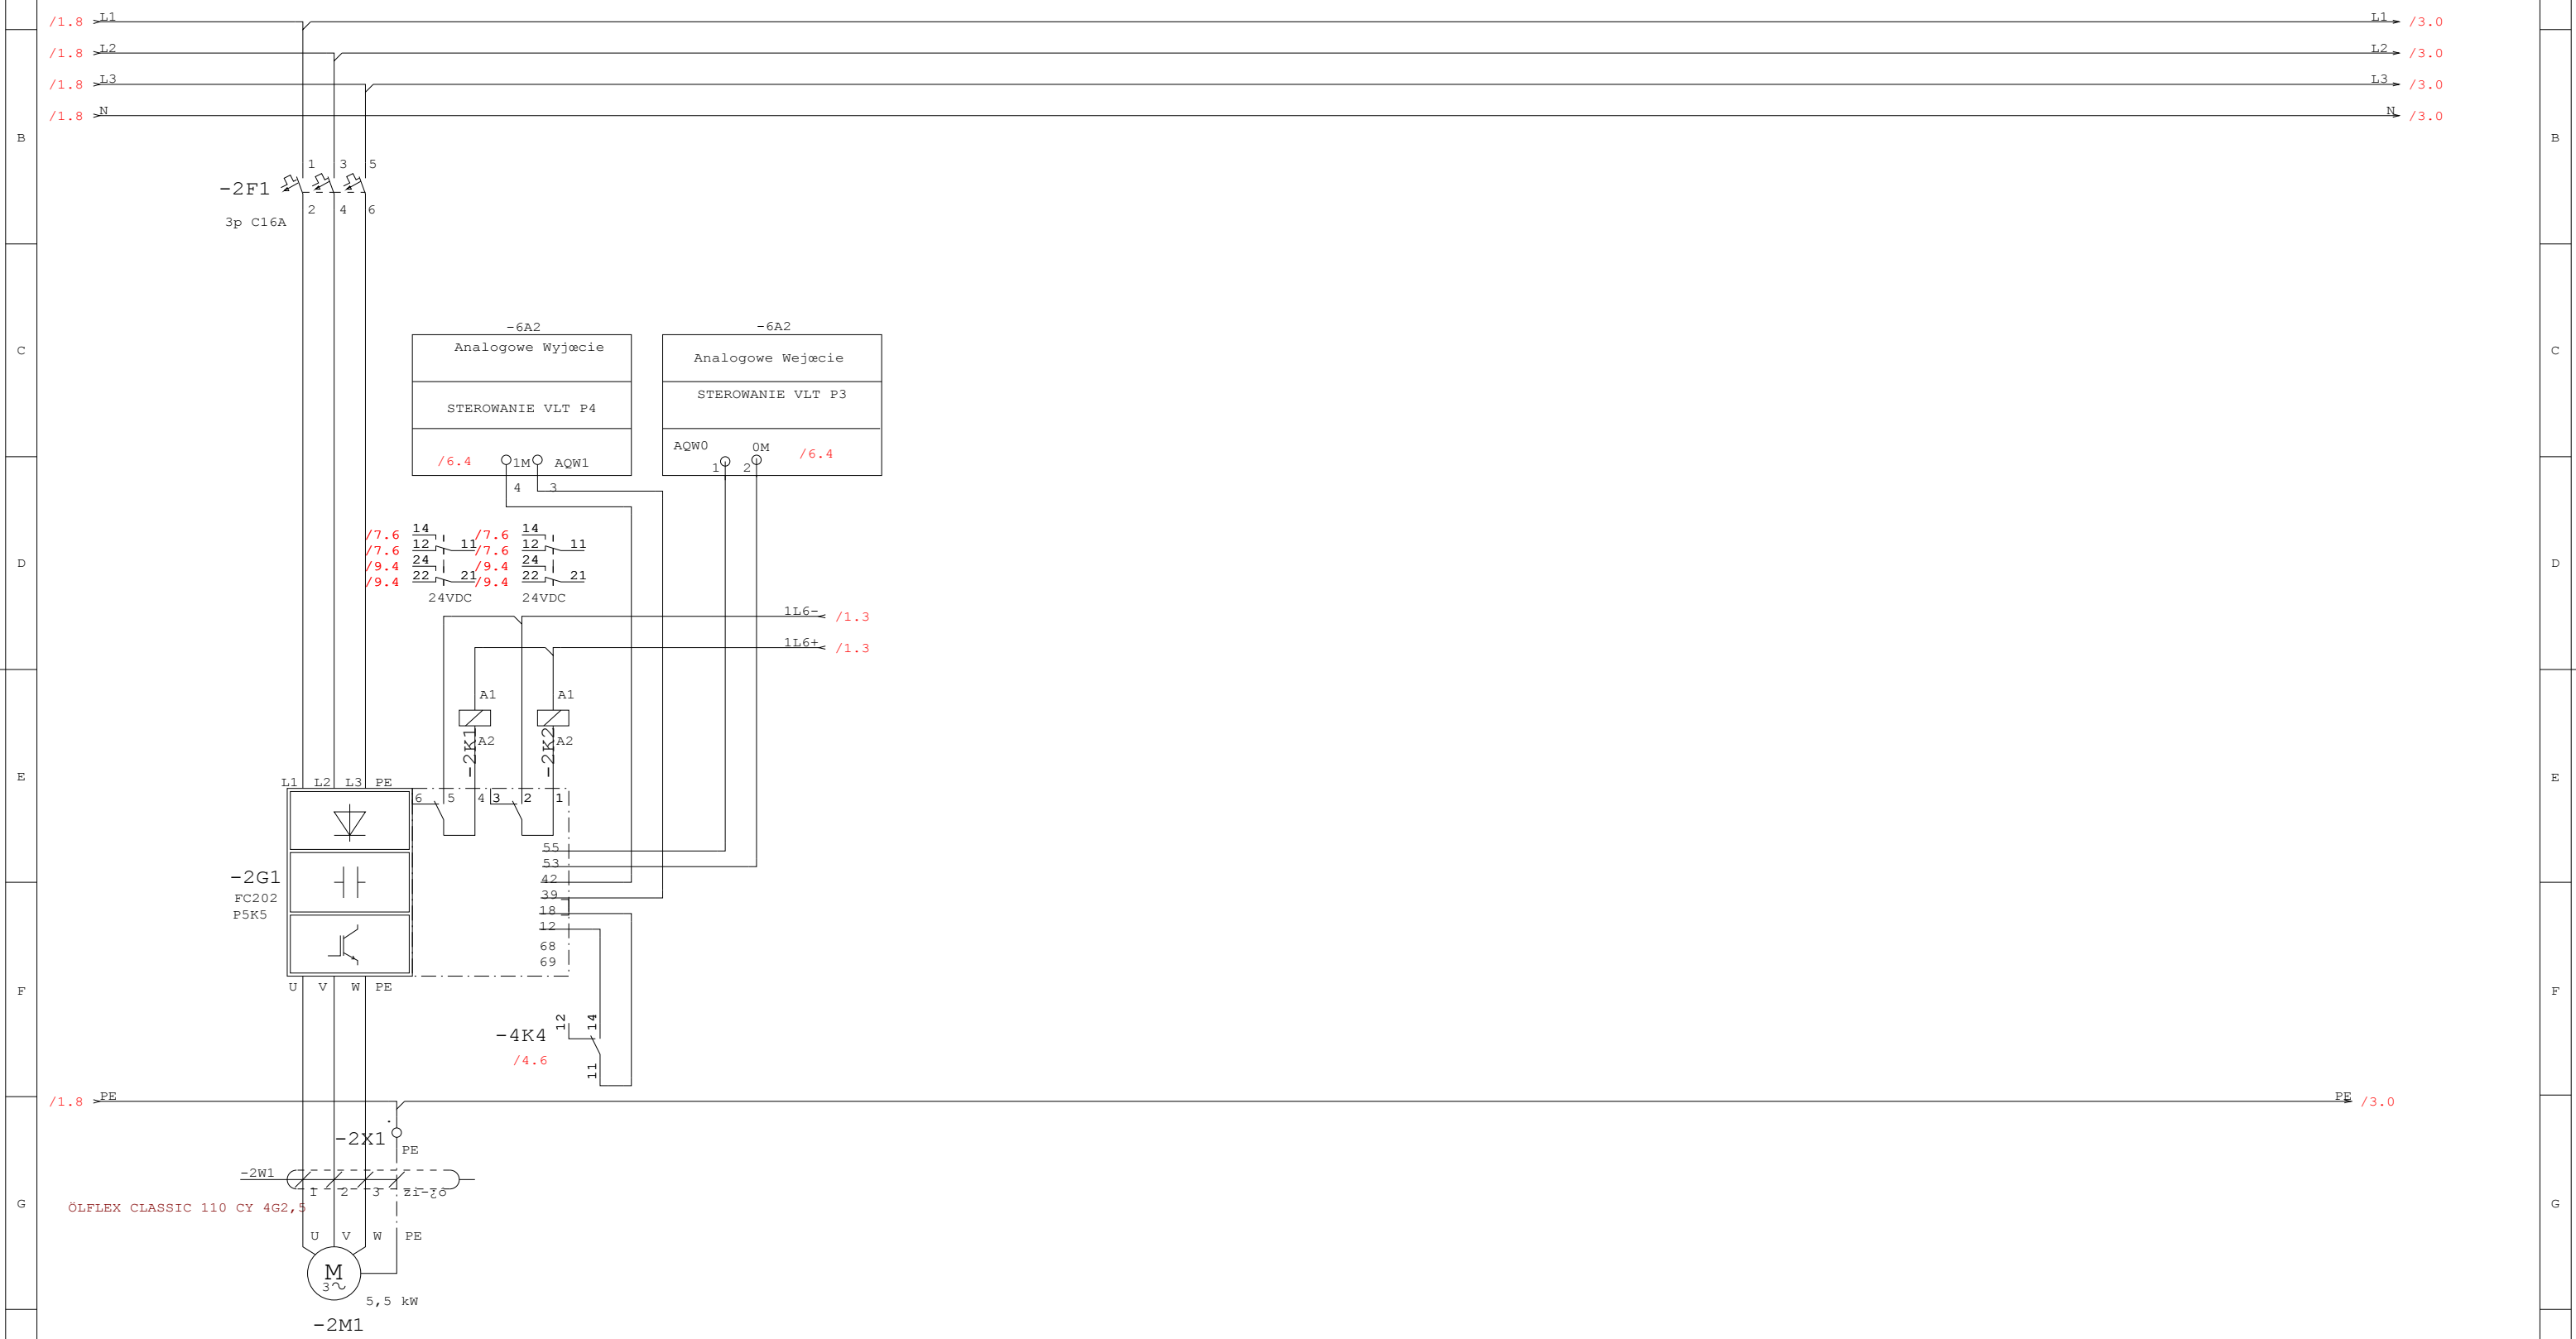 /1.8 L1 L1 /3.0
/1.8 L2 L2 /3.0
/1.8 L3 L3 /3.0
/1.8 N N /3.0
B B
1 3 5
-2F1
2 4 6
3p C16A
-6A2 -6A2
C Analogowe Wyjœcie Analogowe Wejœcie C
STEROWANIE VLT P4 STEROWANIE VLT P3
/6.4 1M AQW1 AQW0 0M /6.4
1 2
4 3
/7.6 14 /7.6 14
/7.6 12 11 /7.6 12 11
/9.4 24 /9.4 24
/9.4 22 21 /9.4 22 21
D D
24VDC 24VDC
1L6- /1.3
1L6+ /1.3
A1 A1
-2K1 A2 -2K2 A2
E E
L1 L2 L3 PE
6 5 4 3 2 1
55
53
42
39
18
12
68
69
-2G1
FC202
P5K5
U V W PE
F F
-4K4 12 14
/4.6
11
/1.8 PE PE /3.0
-2X1
PE
-2W1
1 2 3 zi-¿o
G ÖLFLEX CLASSIC 110 CY 4G2,5 G
U V W PE
M
3~
5,5 kW
-2M1